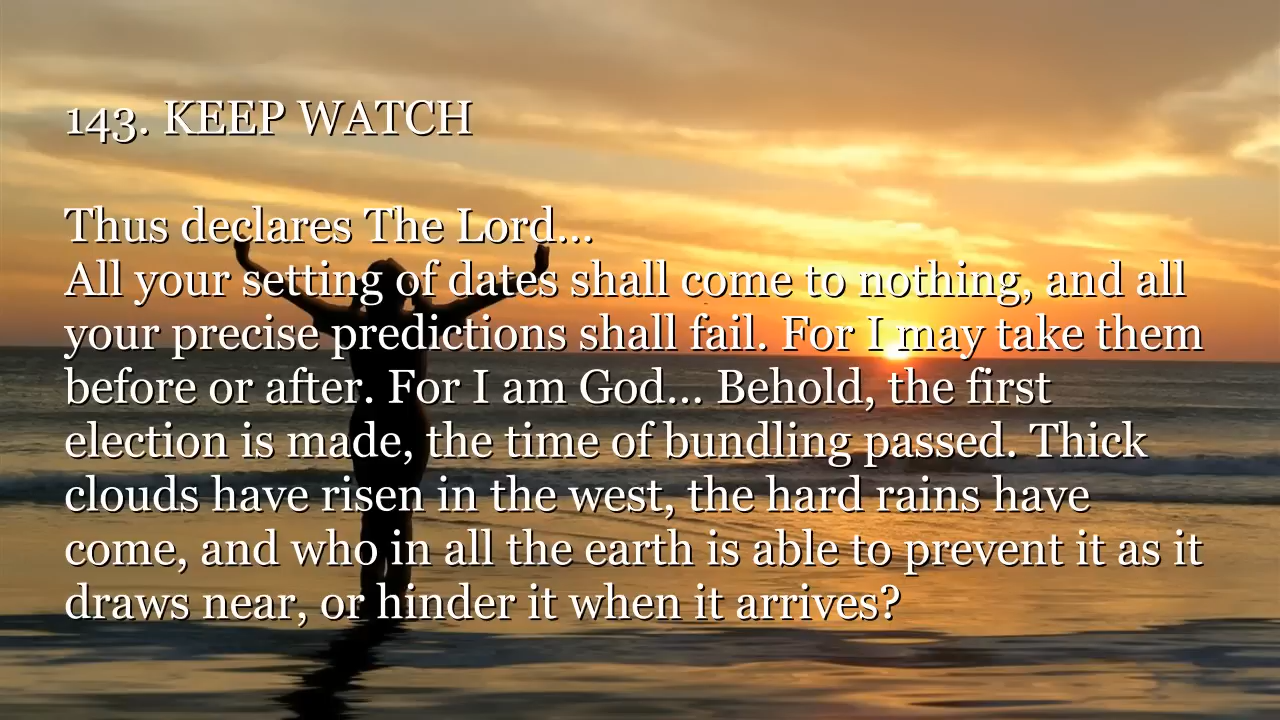 143. KEEP WATCH
Thus declares The Lord...
All your setting of dates shall come to nothing, and all
your precise predictions shall fail. For I may take them
before or after. For I am God... Behold, the first
election is made, the time of bundling passed. Thick
clouds have risen in the west, the hard rains have
come, and who in all the earth is able to prevent it as it
draws near, or hinder it when it arrives?